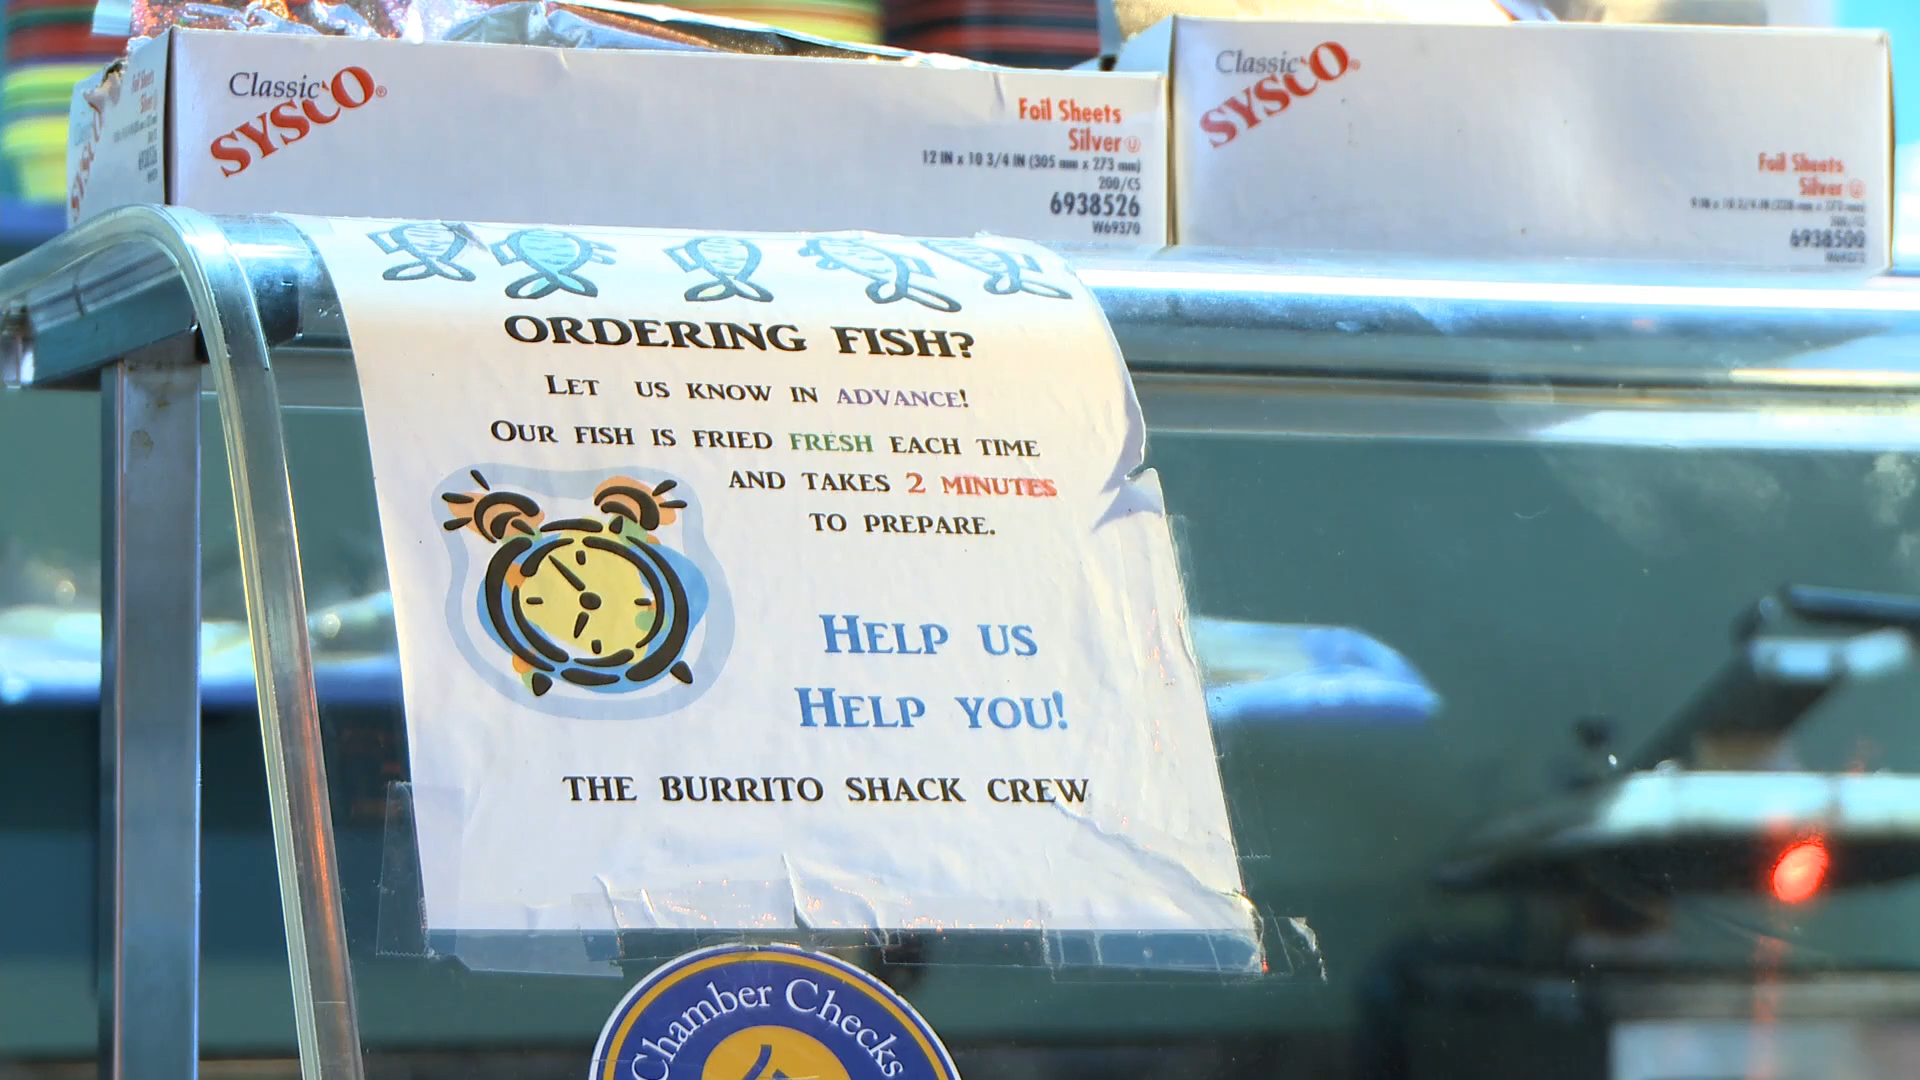 Classic
SYSCO®
Foil Sheets
Silver
12 IN x 10 3/4 IN (305 mm x 273 mm)
200/CS
6938526
W69370
Classic
SYSCO®
Foil Sheets
Silver
6938500
ORDERING FISH?
LET US KNOW IN ADVANCE!
OUR FISH IS FRIED FRESH EACH TIME
AND TAKES 2 MINUTES
TO PREPARE.
HELP US
HELP YOU!
THE BURRITO SHACK CREW
Chamber Checks